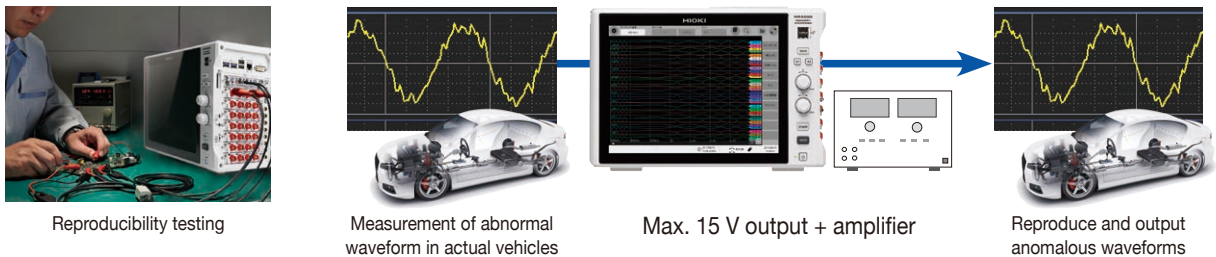 HIOKI
Reproducibility testing
Measurement of abnormal
waveform in actual vehicles
Max. 15 V output + amplifier
Reproduce and output
anomalous waveforms